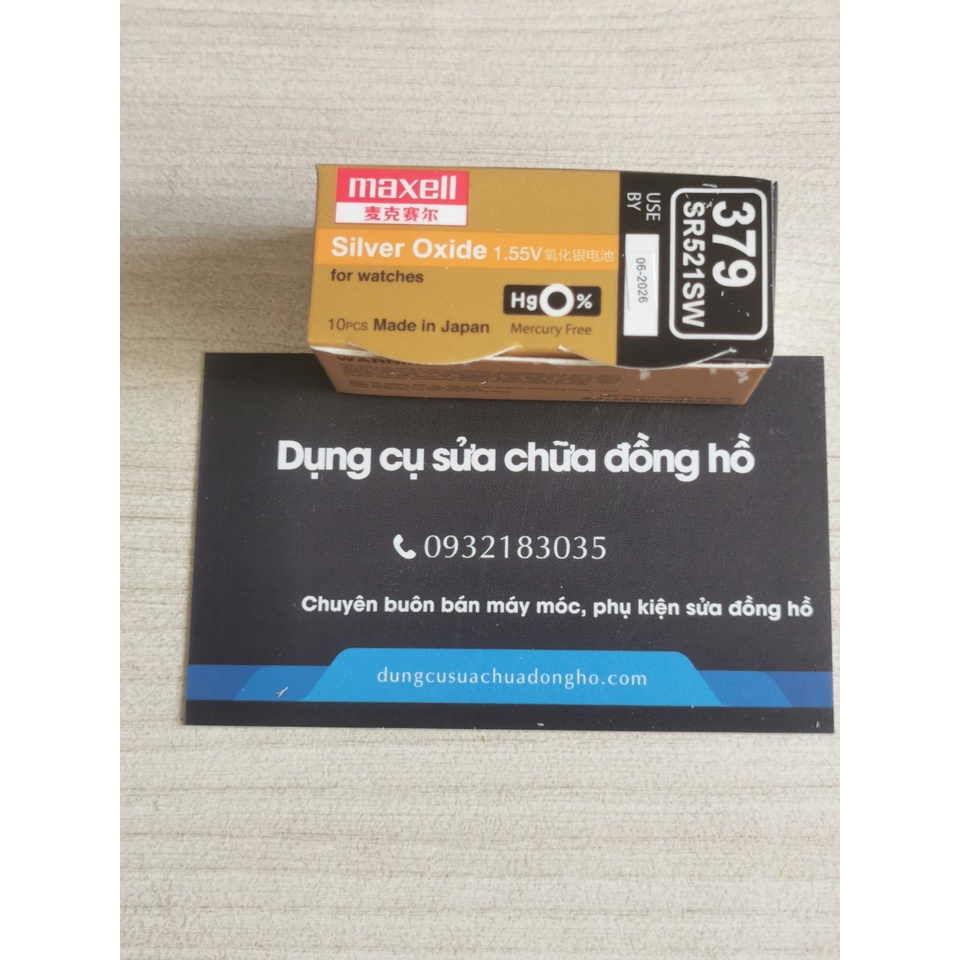 maxell
麦克赛尔
Silver Oxide 1.55V 氧化银电池
for watches
Hg 0%
Mercury Free
10PCS Made in Japan
USE BY
06-2026
379
SR521SW
Dụng cụ sửa chữa đồng hồ
0932183035
Chuyên buôn bán máy móc, phụ kiện sửa đồng hồ
dungcusuachuadongho.com